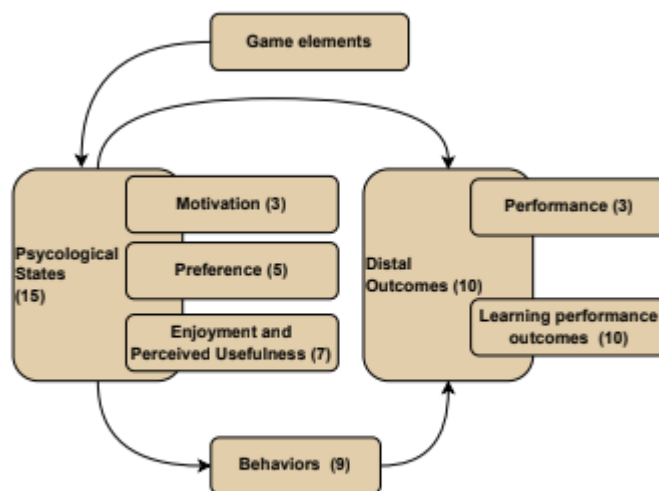 Game elements
Psycological
States
(15)
Motivation (3)
Preference (5)
Enjoyment and
Perceived Usefulness (7)
Distal
Outcomes (10)
Performance (3)
Learning performance
outcomes (10)
Behaviors (9)